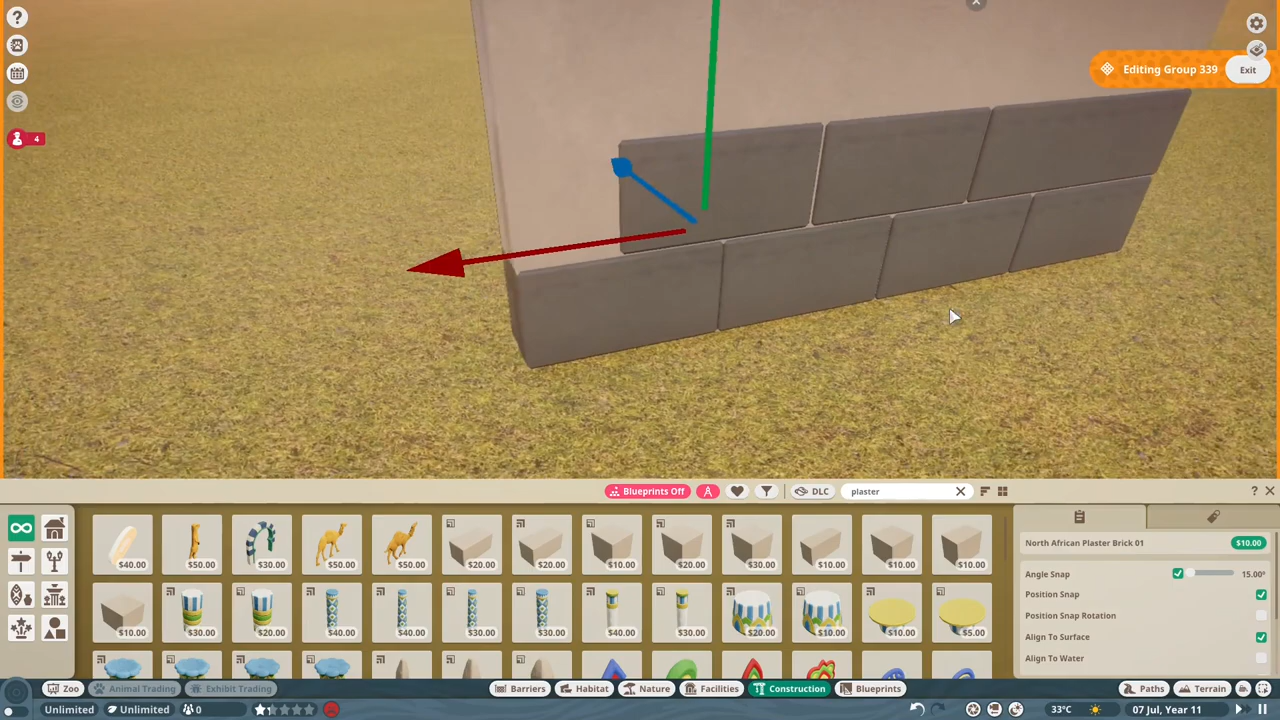 ?
Editing Group 339
Exit
4
Blueprints Off
DLC
plaster
?
$40.00
$50.00
$30.00
$50.00
$50.00
$20.00
$20.00
$10.00
$20.00
$30.00
$10.00
$10.00
$10.00
$10.00
$30.00
$20.00
$40.00
$40.00
$30.00
$30.00
$40.00
$30.00
$20.00
$10.00
$10.00
$5.00
North African Plaster Brick 01
$10.00
Angle Snap
15.00°
Position Snap
Position Snap Rotation
Align To Surface
Align To Water
Zoo
Animal Trading
Exhibit Trading
Barriers
Habitat
Nature
Facilities
Construction
Blueprints
Paths
Terrain
Unlimited
Unlimited
0
33°C
07 Jul, Year 11